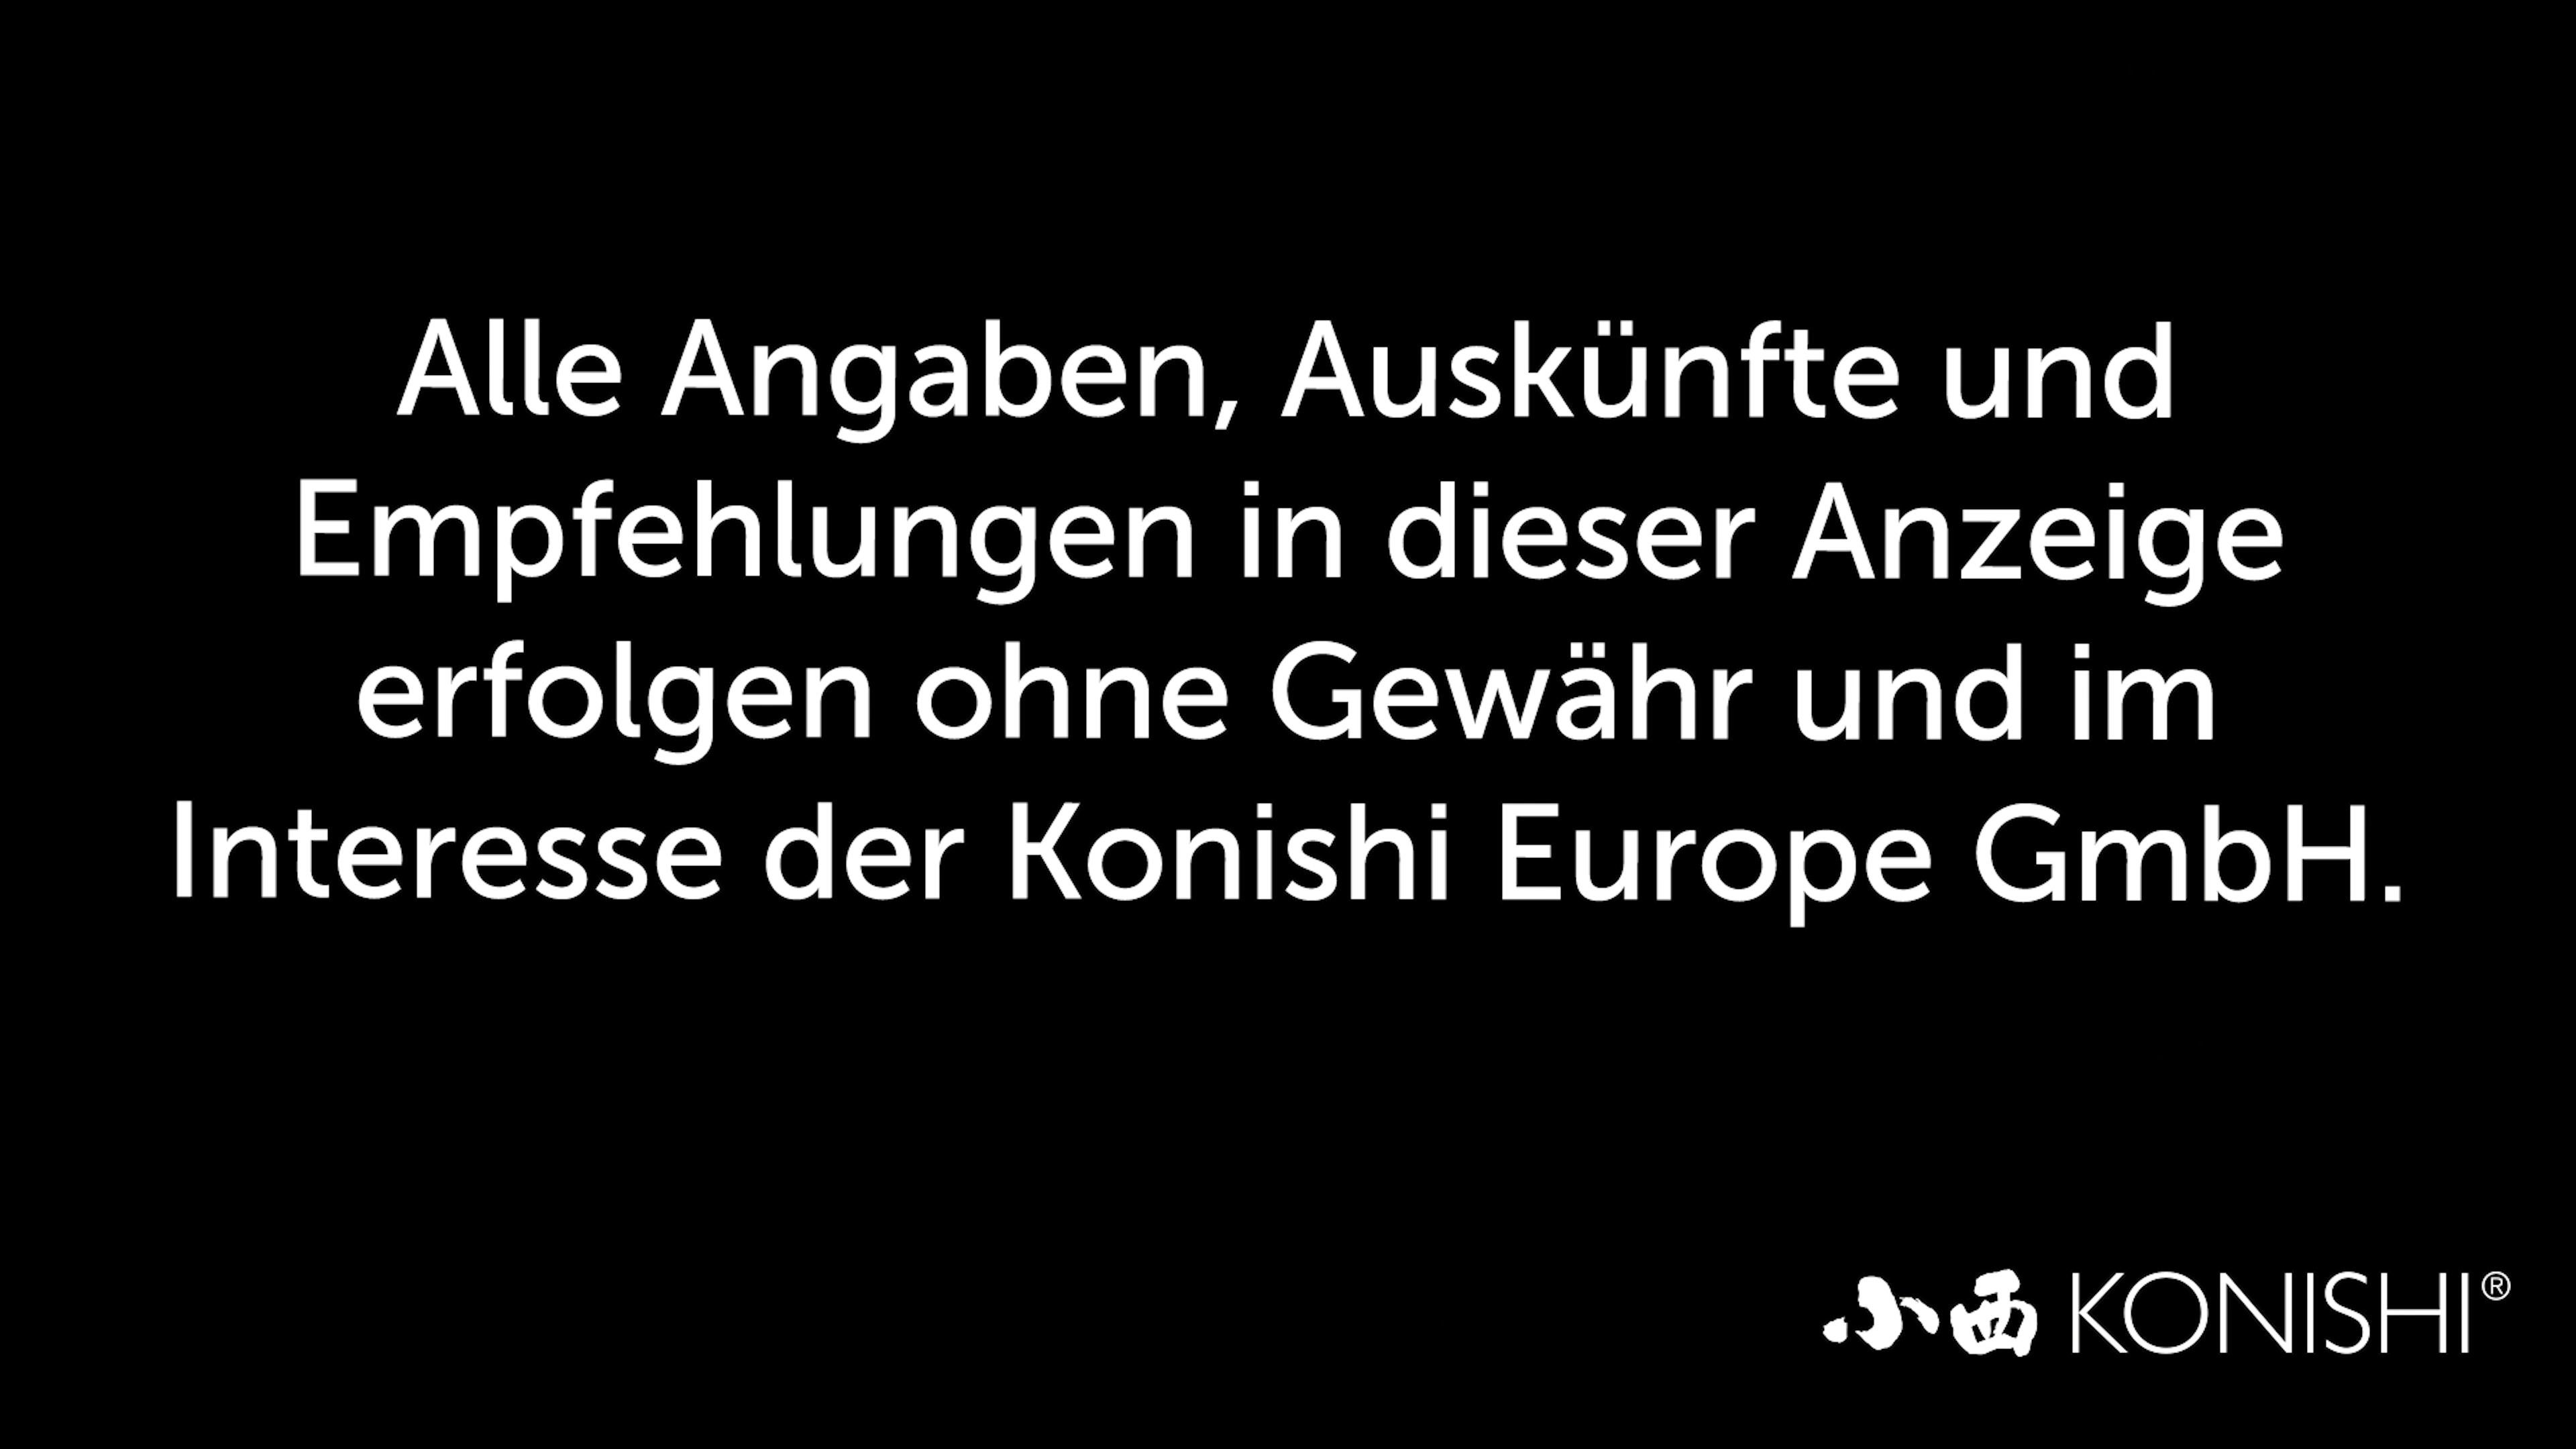 Alle Angaben, Auskünfte und
Empfehlungen in dieser Anzeige
erfolgen ohne Gewähr und im
Interesse der Konishi Europe GmbH.
小西 KONISHI®